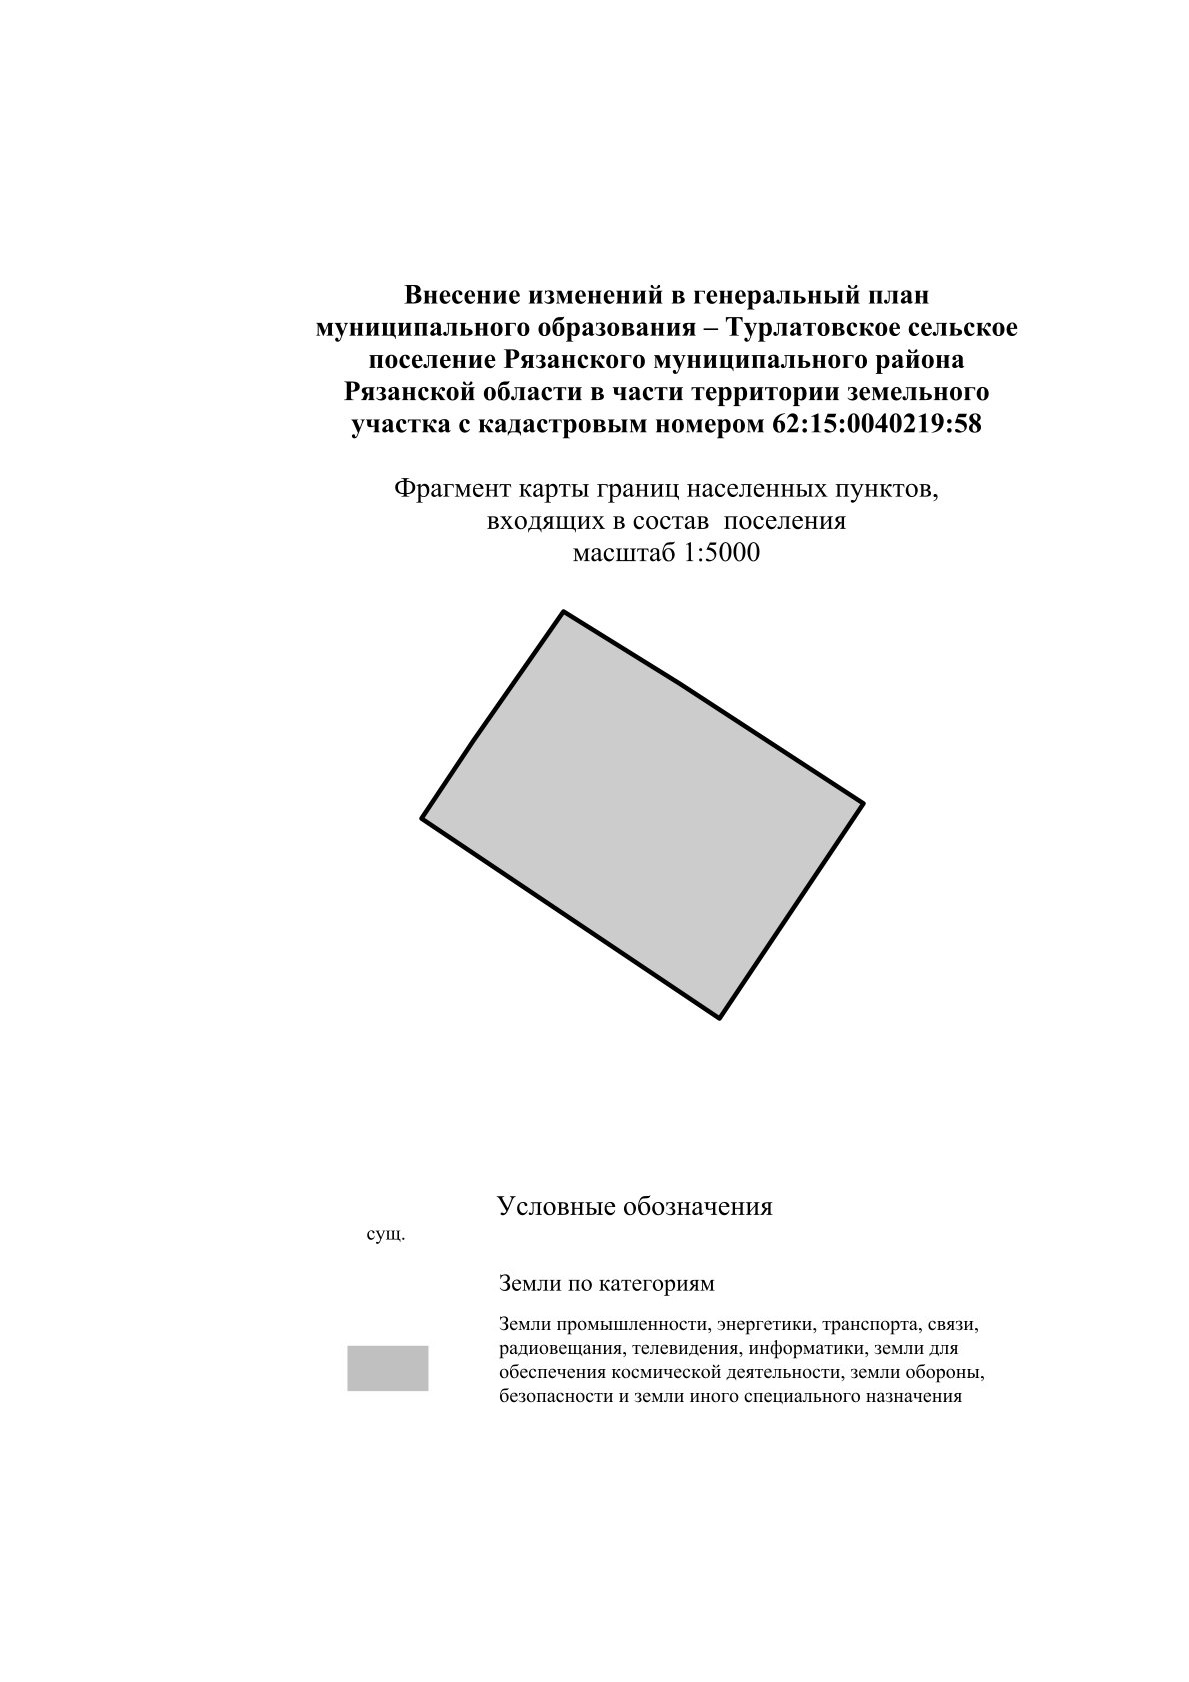 Внесение изменений в генеральный план
муниципального образования – Турлатовское сельское
поселение Рязанского муниципального района
Рязанской области в части территории земельного
участка с кадастровым номером 62:15:0040219:58
Фрагмент карты границ населенных пунктов,
входящих в состав  поселения
масштаб 1:5000
Условные обозначения
сущ.
Земли по категориям
Земли промышленности, энергетики, транспорта, связи,
радиовещания, телевидения, информатики, земли для
обеспечения космической деятельности, земли обороны,
безопасности и земли иного специального назначения